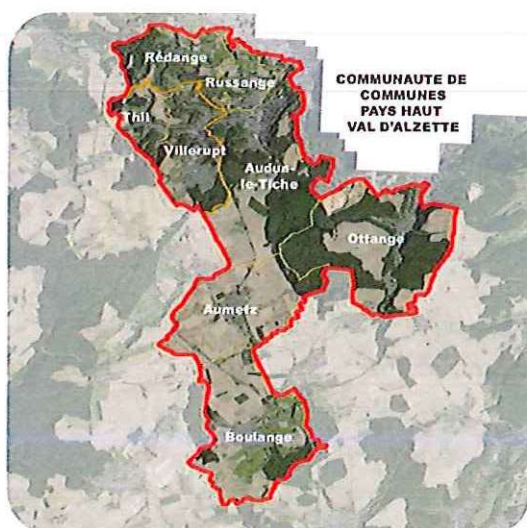 Rédange
Russange
COMMUNAUTE DE
COMMUNES
PAYS HAUT
VAL D'ALZETTE
Thil
Villerupt
Audun-
le-Tiche
Ottange
Aumetz
Boulange